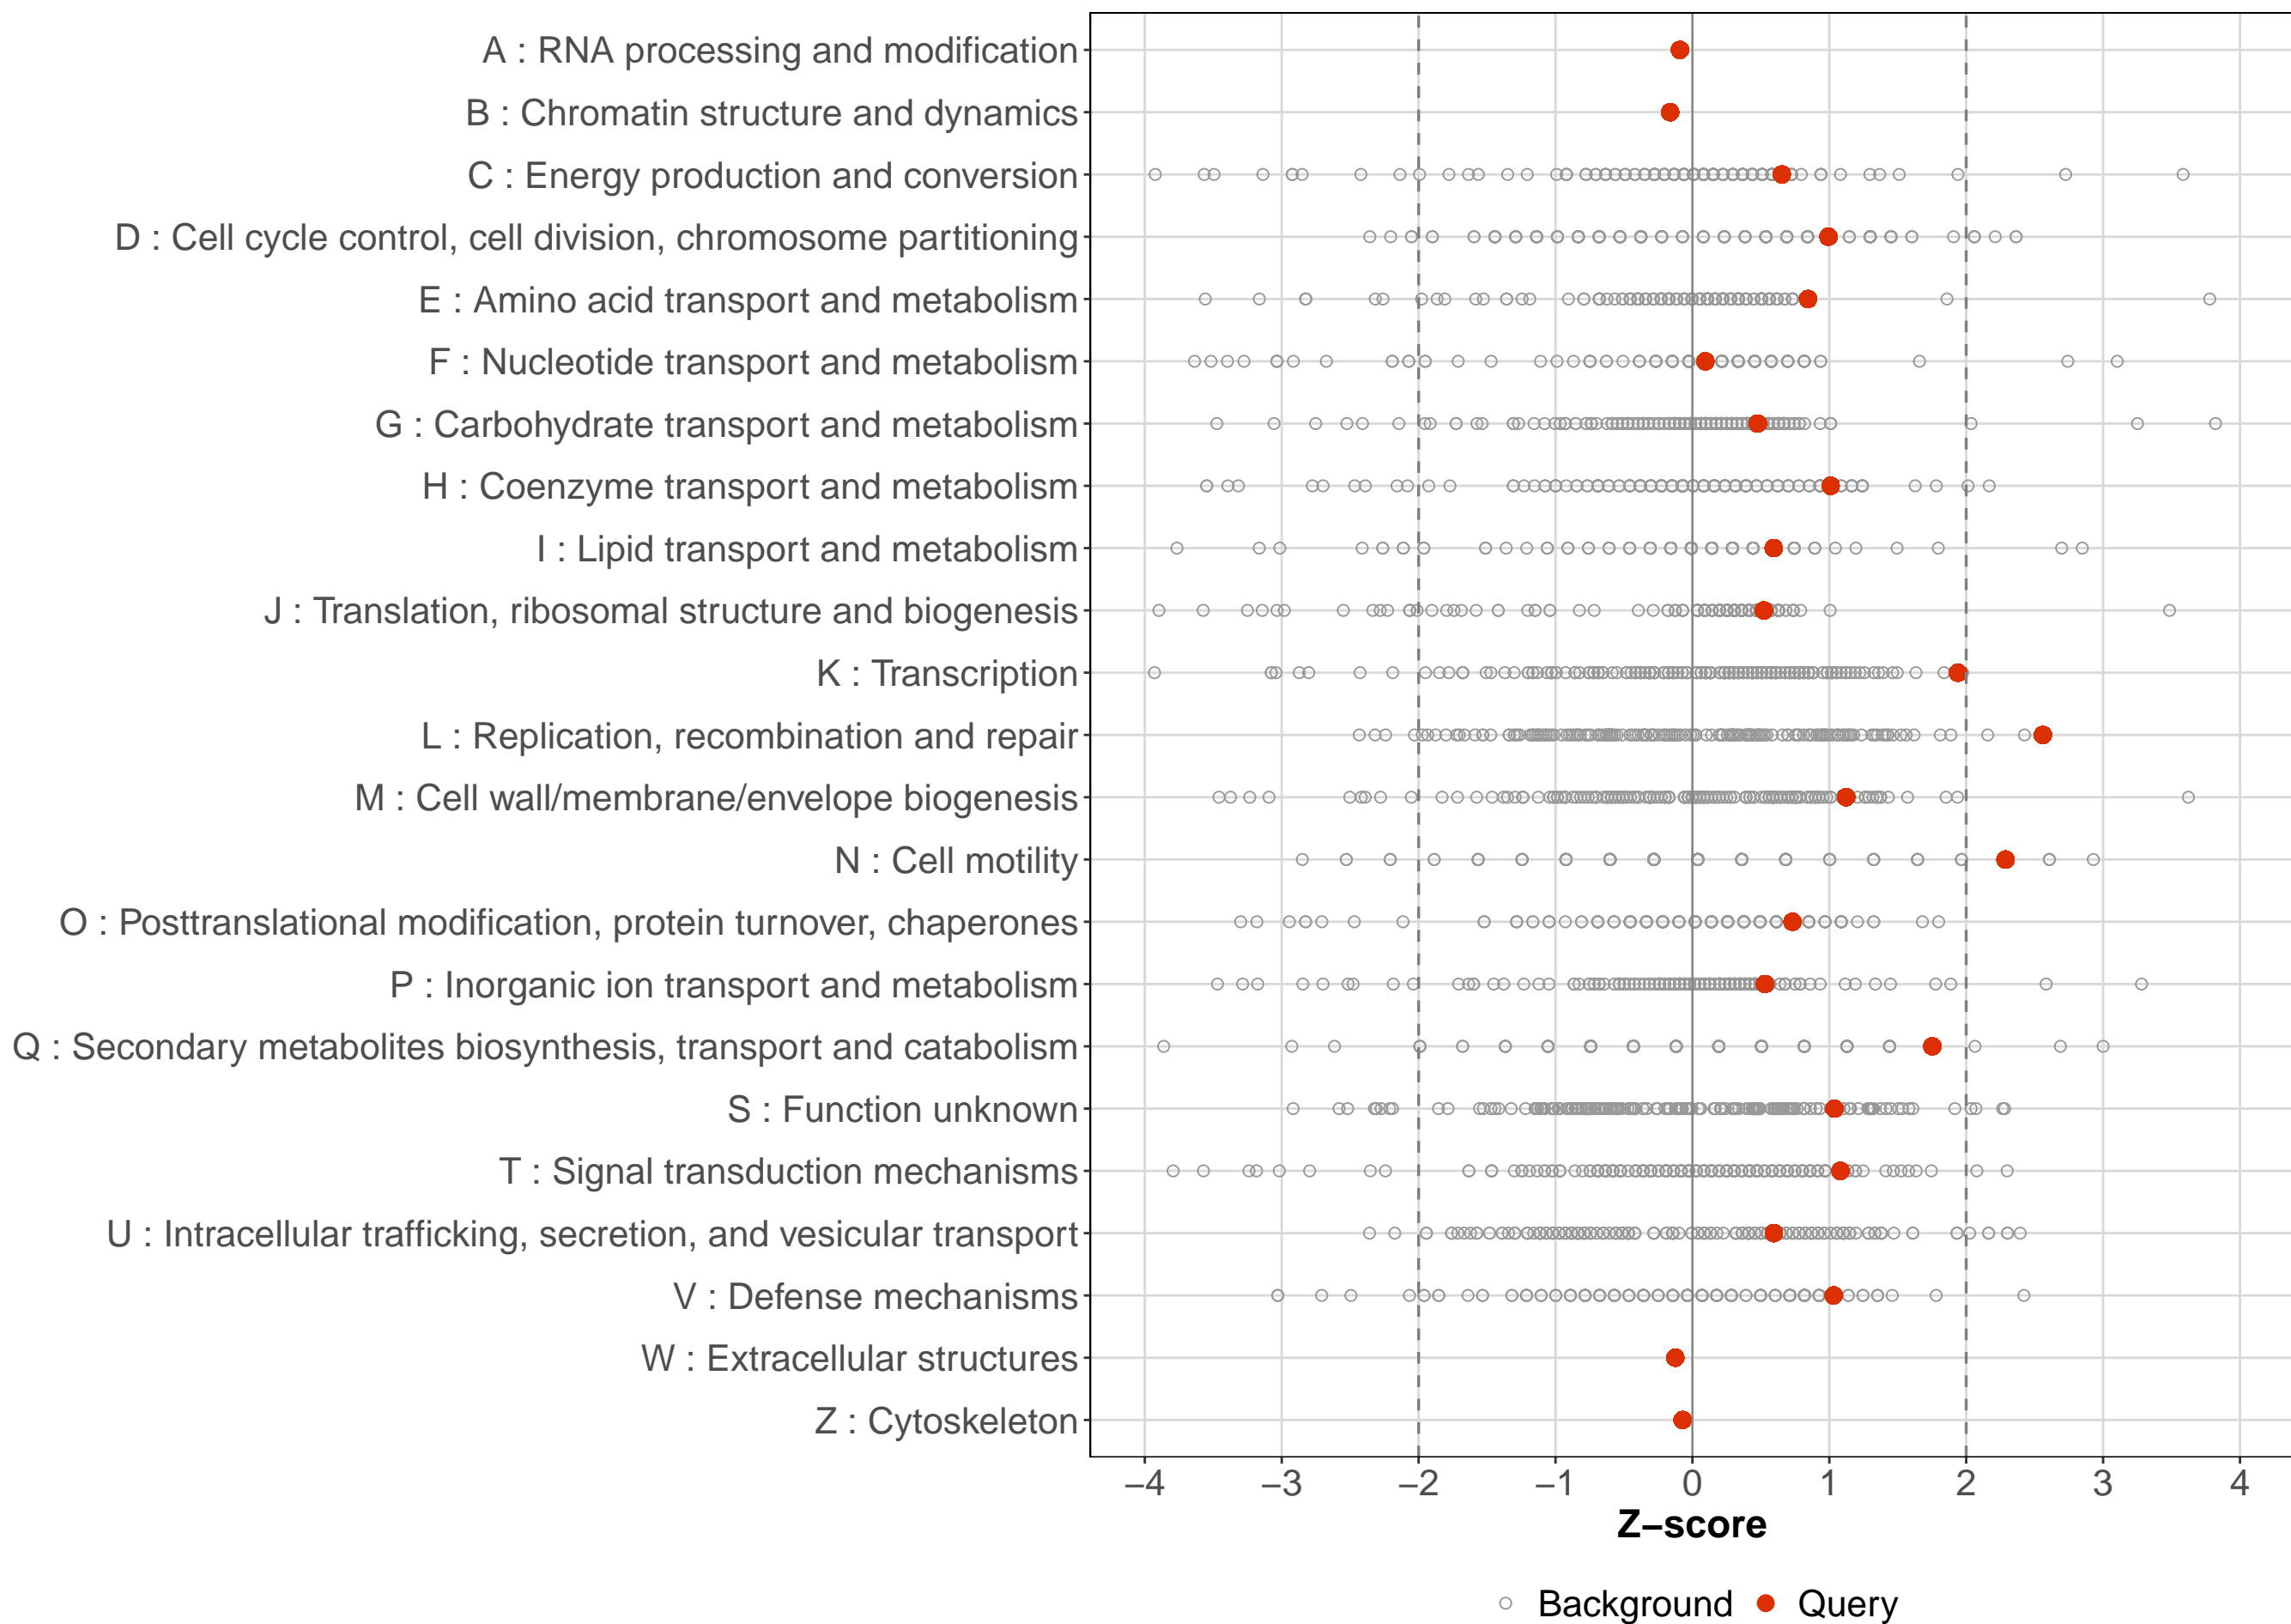 A : RNA processing and modification
B : Chromatin structure and dynamics
C : Energy production and conversion
D : Cell cycle control, cell division, chromosome partitioning
E : Amino acid transport and metabolism
F : Nucleotide transport and metabolism
G : Carbohydrate transport and metabolism
H : Coenzyme transport and metabolism
I : Lipid transport and metabolism
J : Translation, ribosomal structure and biogenesis
K : Transcription
L : Replication, recombination and repair
M : Cell wall/membrane/envelope biogenesis
N : Cell motility
O : Posttranslational modification, protein turnover, chaperones
P : Inorganic ion transport and metabolism
Q : Secondary metabolites biosynthesis, transport and catabolism
S : Function unknown
T : Signal transduction mechanisms
U : Intracellular trafficking, secretion, and vesicular transport
V : Defense mechanisms
W : Extracellular structures
Z : Cytoskeleton
−4 −3 −2 −1 0 1 2 3 4
Z−score
Background Query